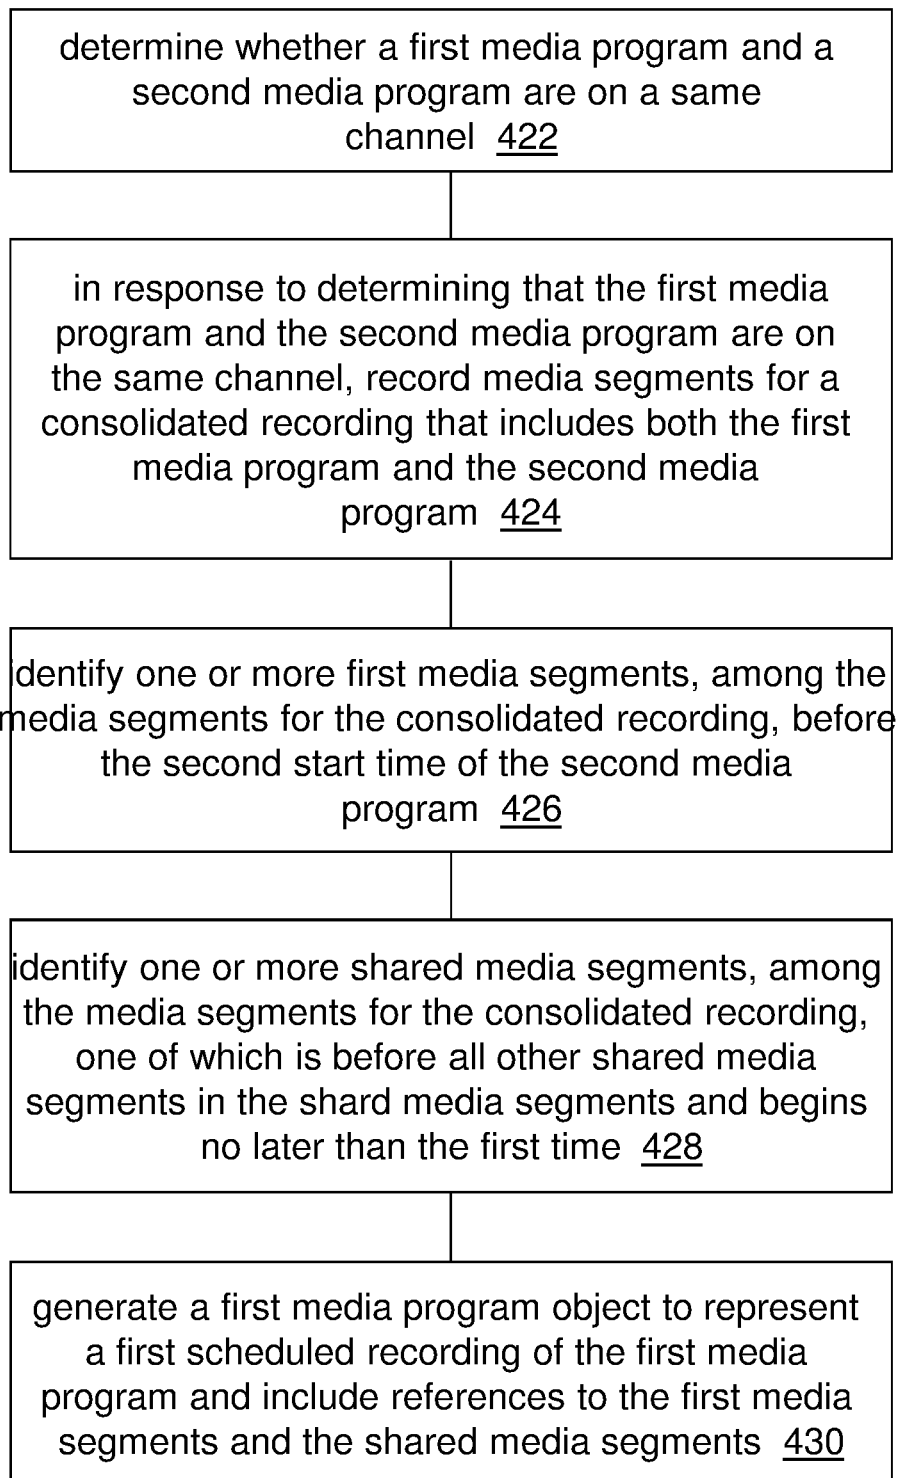 determine whether a first media program and a
second media program are on a same
channel 422
in response to determining that the first media
program and the second media program are on
the same channel, record media segments for a
consolidated recording that includes both the first
media program and the second media
program 424
identify one or more first media segments, among the
media segments for the consolidated recording, before
the second start time of the second media
program 426
identify one or more shared media segments, among
the media segments for the consolidated recording,
one of which is before all other shared media
segments in the shard media segments and begins
no later than the first time 428
generate a first media program object to represent
a first scheduled recording of the first media
program and include references to the first media
segments and the shared media segments 430